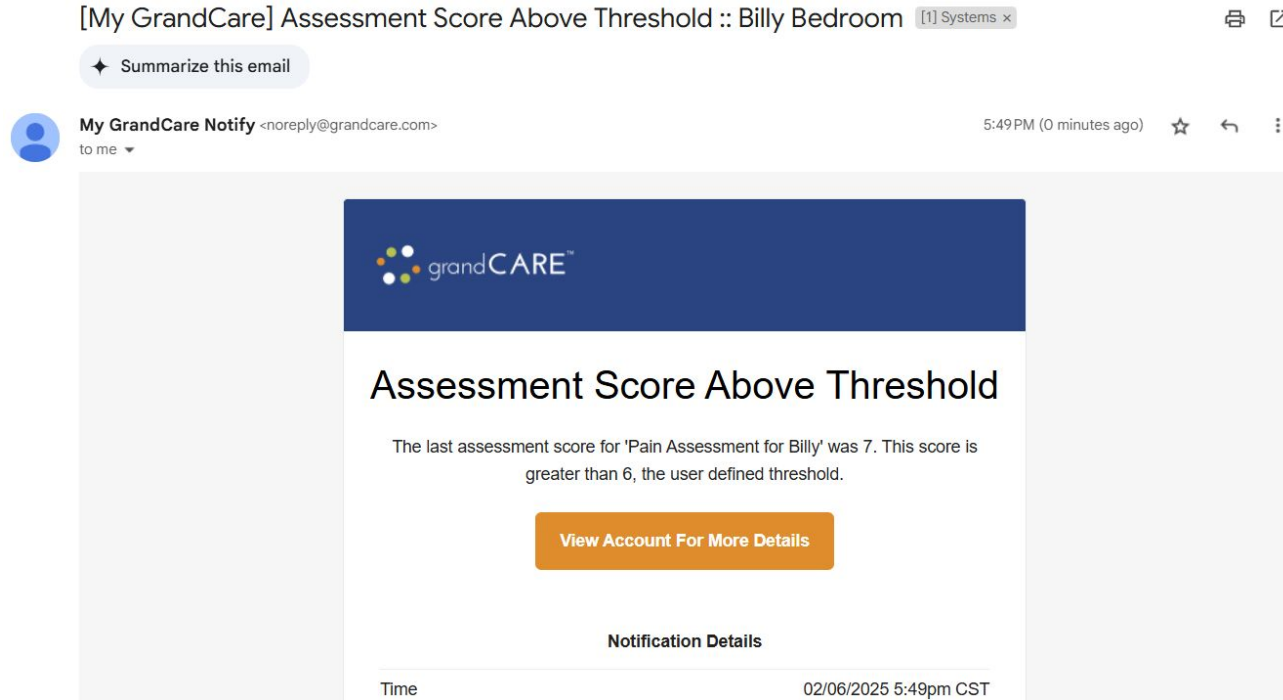 [My GrandCare] Assessment Score Above Threshold :: Billy Bedroom [1] Systems ×
Summarize this email
My GrandCare Notify <noreply@grandcare.com> 5:49 PM (0 minutes ago)
to me
grandCARE™
Assessment Score Above Threshold
The last assessment score for 'Pain Assessment for Billy' was 7. This score is
greater than 6, the user defined threshold.
View Account For More Details
Notification Details
Time 02/06/2025 5:49pm CST